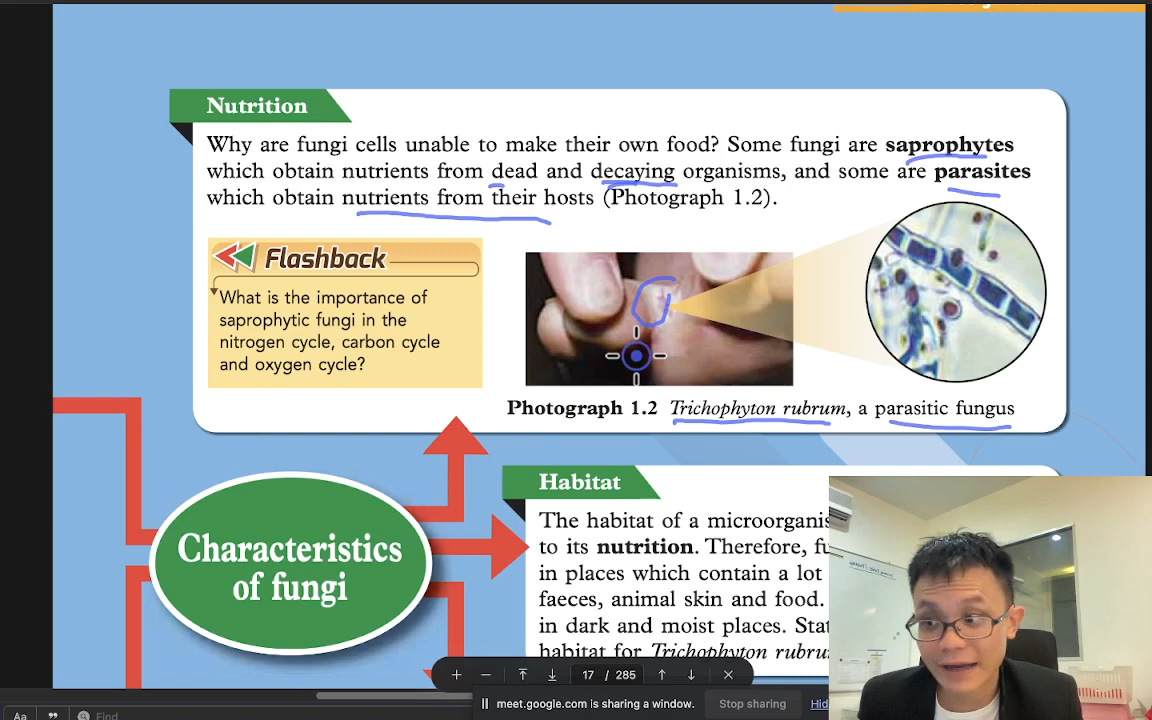 Nutrition
Why are fungi cells unable to make their own food? Some fungi are saprophytes
which obtain nutrients from dead and decaying organisms, and some are parasites
which obtain nutrients from their hosts (Photograph 1.2).
Flashback
What is the importance of
saprophytic fungi in the
nitrogen cycle, carbon cycle
and oxygen cycle?
Photograph 1.2 Trichophyton rubrum, a parasitic fungus
Characteristics
of fungi
Habitat
The habitat of a microorganis
to its nutrition. Therefore, fu
in places which contain a lot
faeces, animal skin and food.
in dark and moist places. Stat
habitat for Trichophyton rubru
17 / 285
meet.google.com is sharing a window.
Stop sharing
Hid
Aa
Find